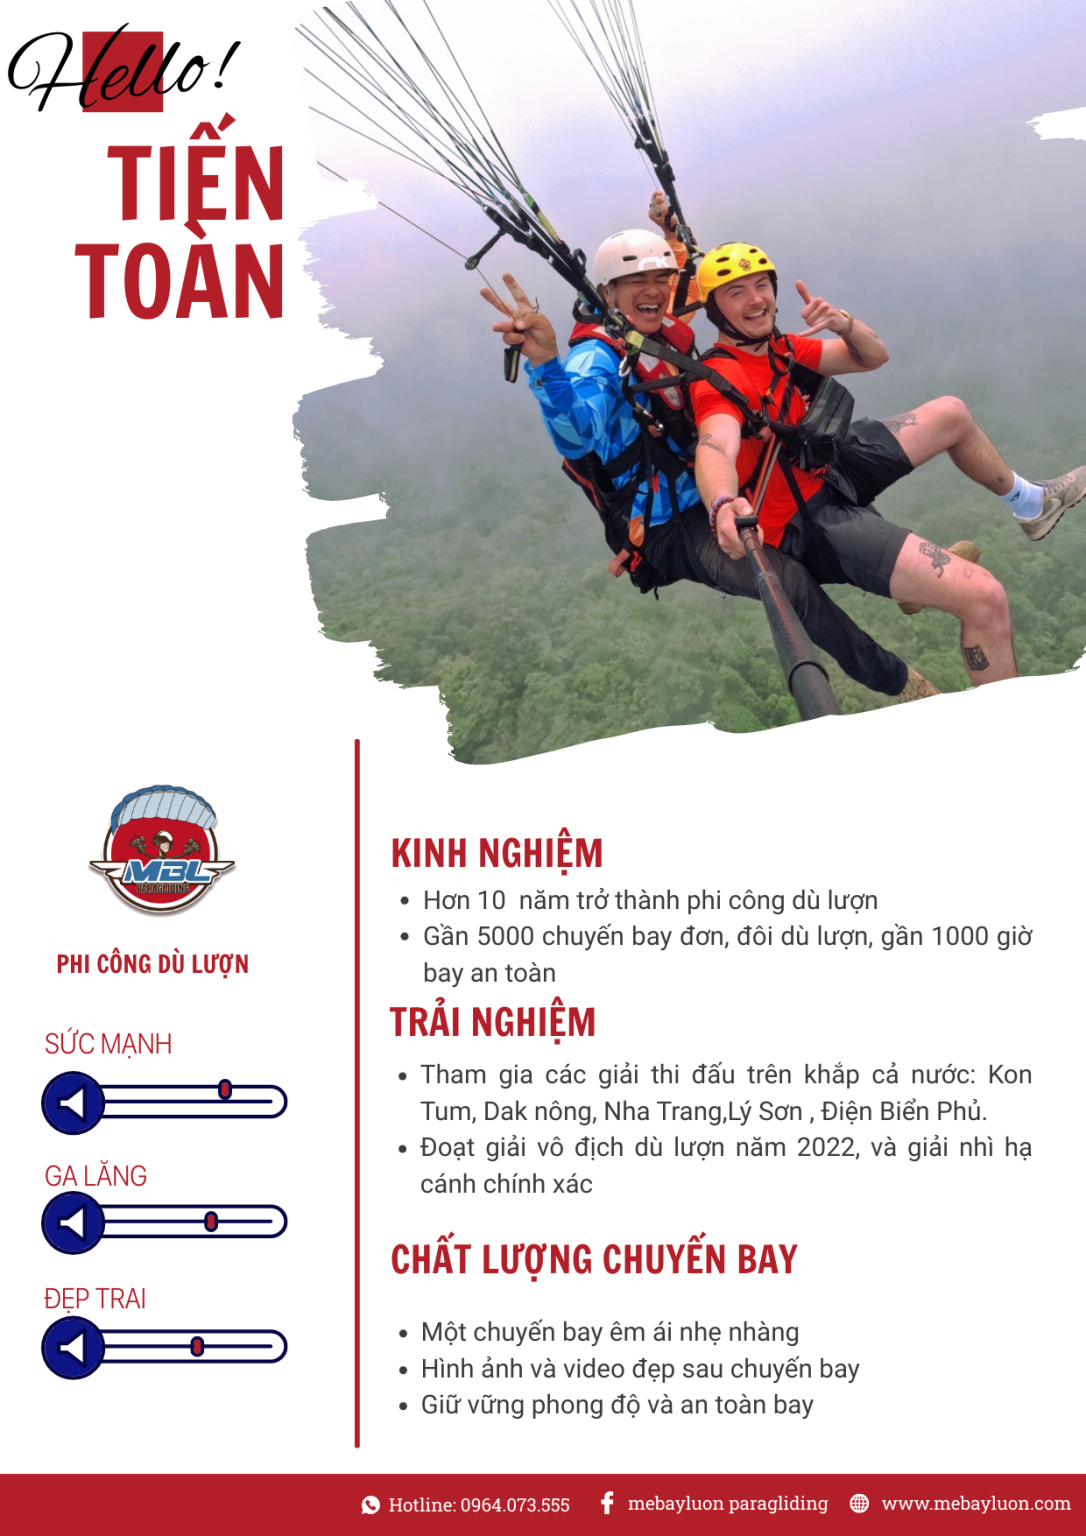 Hello!
TIẾN
TOÀN
MBL
PARAGLIDING
PHI CÔNG DÙ LƯỢN
SỨC MẠNH
GA LĂNG
ĐẸP TRAI
KINH NGHIỆM
Hơn 10 năm trở thành phi công dù lượn
Gần 5000 chuyến bay đơn, đôi dù lượn, gần 1000 giờ
bay an toàn
TRẢI NGHIỆM
Tham gia các giải thi đấu trên khắp cả nước: Kon
Tum, Dak nông, Nha Trang,Lý Sơn , Điện Biển Phủ.
Đoạt giải vô địch dù lượn năm 2022, và giải nhì hạ
cánh chính xác
CHẤT LƯỢNG CHUYẾN BAY
Một chuyến bay êm ái nhẹ nhàng
Hình ảnh và video đẹp sau chuyến bay
Giữ vững phong độ và an toàn bay
Hotline: 0964.073.555
mebayluon paragliding
www.mebayluon.com